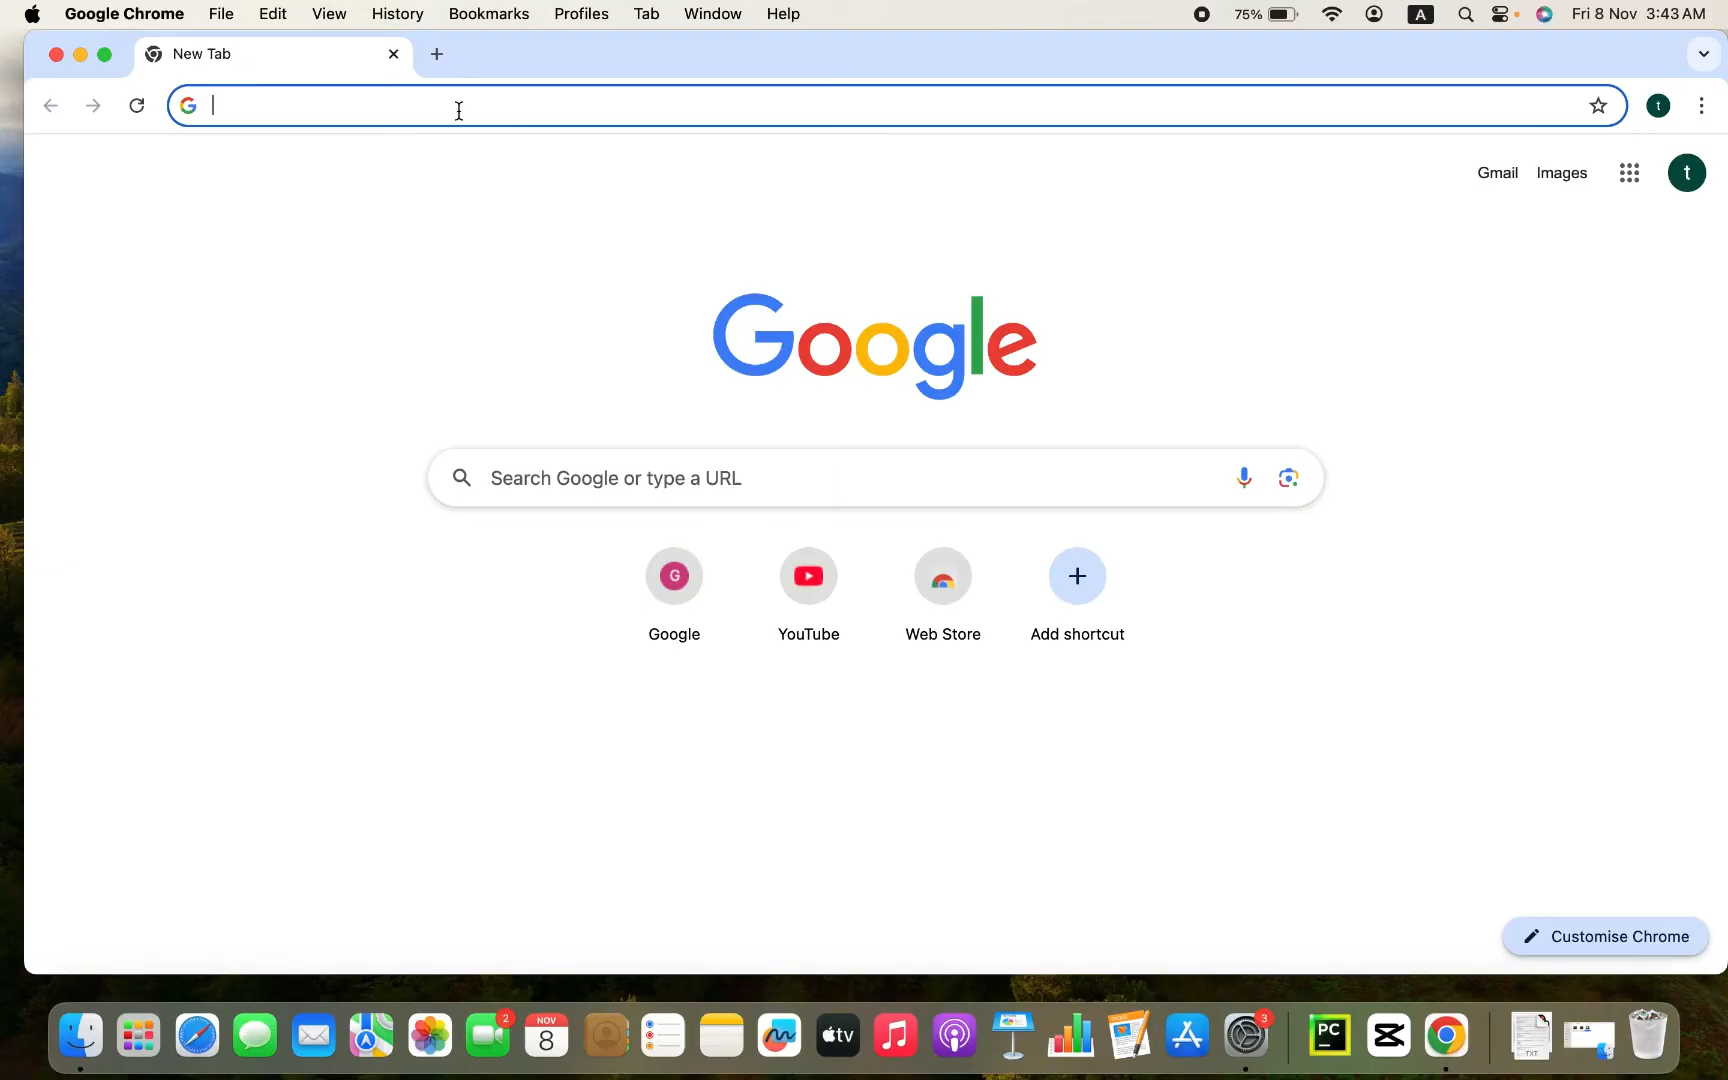 Google Chrome File Edit View History Bookmarks Profiles Tab Window Help 75% A Fri 8 Nov 3:43 AM
New Tab
G t
Gmail Images t
Google
Search Google or type a URL
G
Google YouTube Web Store Add shortcut
Customise Chrome
2 NOV 8 tv 3 PC TXT